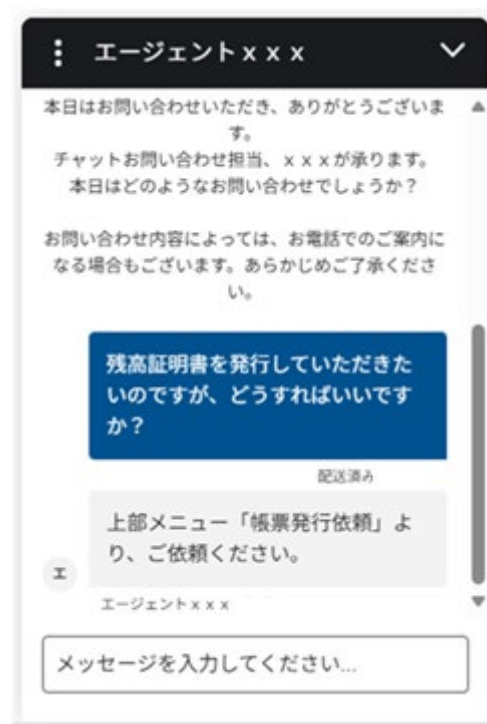 エージェントｘｘｘ
本日はお問い合わせいただき、ありがとうございま
す。
チャットお問い合わせ担当、ｘｘｘが承ります。
本日はどのようなお問い合わせでしょうか？
お問い合わせ内容によっては、お電話でのご案内に
なる場合もございます。あらかじめご了承くださ
い。
残高証明書を発行していただきた
いのですが、どうすればいいです
か？
配送済み
上部メニュー「帳票発行依頼」よ
り、ご依頼ください。
エ
エージェントｘｘｘ
メッセージを入力してください...